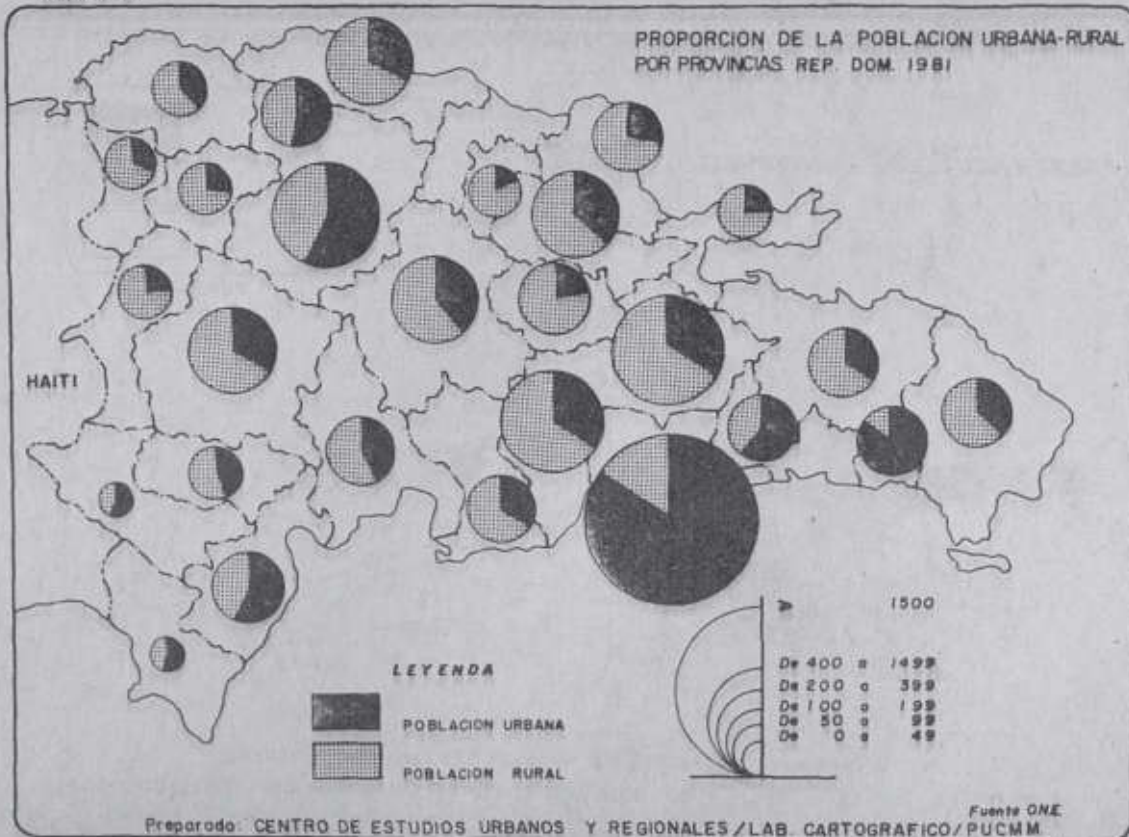 PROPORCION DE LA POBLACION URBANA-RURAL
POR PROVINCIAS REP. DOM. 1981
HAITI
LEYENDA
POBLACION URBANA
POBLACION RURAL
1500
De 400 a 1499
De 200 a 399
De 100 a 199
De 50 a 99
De 0 a 49
Fuente O.N.E.
Preparado: CENTRO DE ESTUDIOS URBANOS Y REGIONALES/LAB. CARTOGRAFICO/PUCMM